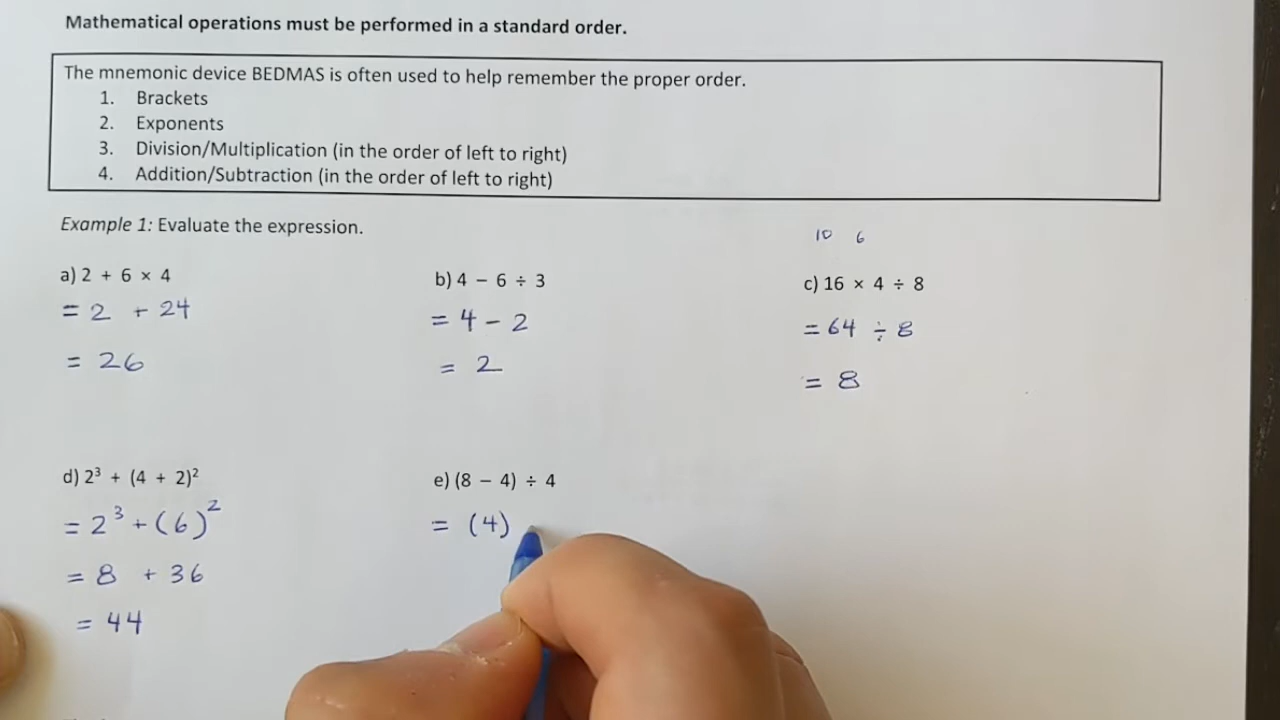 Mathematical operations must be performed in a standard order.
The mnemonic device BEDMAS is often used to help remember the proper order.
1. Brackets
2. Exponents
3. Division/Multiplication (in the order of left to right)
4. Addition/Subtraction (in the order of left to right)
Example 1: Evaluate the expression.
10 6
a) 2 + 6 × 4
= 2 + 24
= 26
b) 4 − 6 ÷ 3
= 4 − 2
= 2
c) 16 × 4 ÷ 8
= 64 ÷ 8
= 8
d) 2³ + (4 + 2)²
= 2³ + (6)²
= 8 + 36
= 44
e) (8 − 4) ÷ 4
= (4)